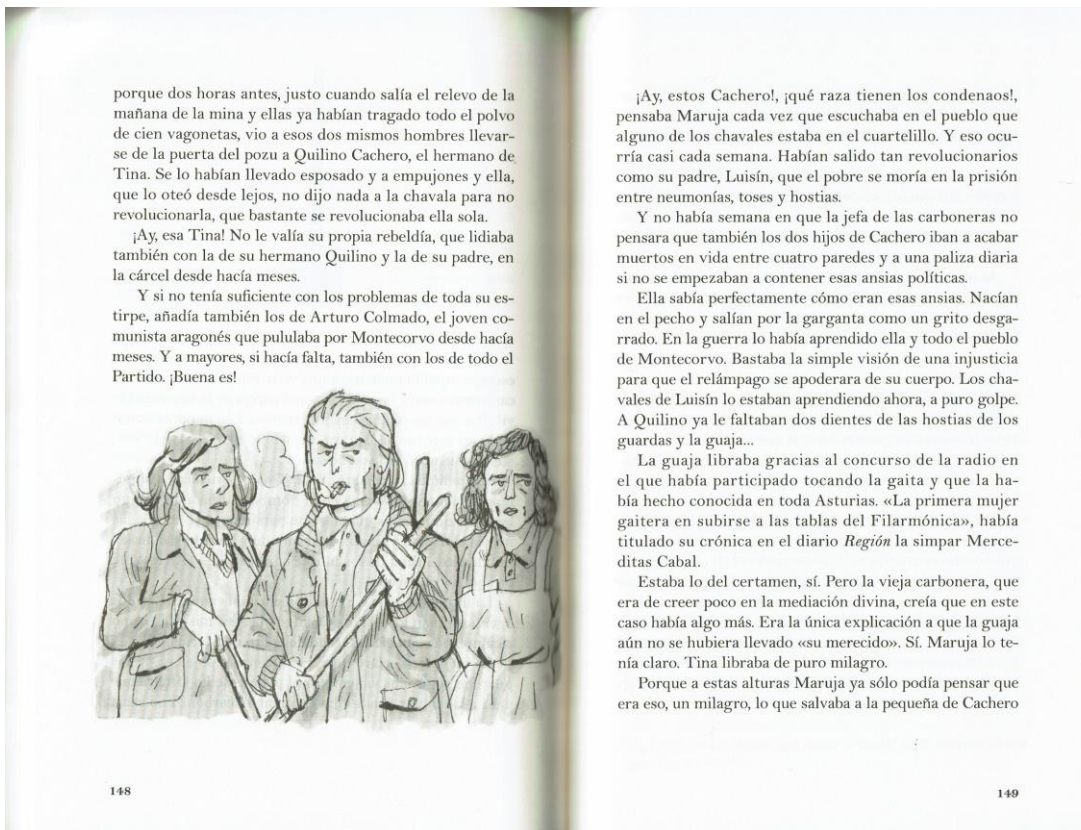 porque dos horas antes, justo cuando salía el relevo de la
mañana de la mina y ellas ya habían tragado todo el polvo
de cien vagonetas, vio a esos dos mismos hombres llevar-
se de la puerta del pozu a Quilino Cachero, el hermano de
Tina. Se lo habían llevado esposado y a empujones y ella,
que lo oteó desde lejos, no dijo nada a la chavala para no
revolucionarla, que bastante se revolucionaba ella sola.
¡Ay, esa Tina! No le valía su propia rebeldía, que lidiaba
también con la de su hermano Quilino y la de su padre, en
la cárcel desde hacía meses.
Y si no tenía suficiente con los problemas de toda su es-
tirpe, añadía también los de Arturo Colmado, el joven co-
munista aragonés que pululaba por Montecorvo desde hacía
meses. Y a mayores, si hacía falta, también con los de todo el
Partido. ¡Buena es!
148
¡Ay, estos Cachero!, ¡qué raza tienen los condenaos!,
pensaba Maruja cada vez que escuchaba en el pueblo que
alguno de los chavales estaba en el cuartelillo. Y eso ocu-
rría casi cada semana. Habían salido tan revolucionarios
como su padre, Luisín, que el pobre se moría en la prisión
entre neumonías, toses y hostias.
Y no había semana en que la jefa de las carboneras no
pensara que también los dos hijos de Cachero iban a acabar
muertos en vida entre cuatro paredes y a una paliza diaria
si no se empezaban a contener esas ansias políticas.
Ella sabía perfectamente cómo eran esas ansias. Nacían
en el pecho y salían por la garganta como un grito desga-
rrado. En la guerra lo había aprendido ella y todo el pueblo
de Montecorvo. Bastaba la simple visión de una injusticia
para que el relámpago se apoderara de su cuerpo. Los cha-
vales de Luisín lo estaban aprendiendo ahora, a puro golpe.
A Quilino ya le faltaban dos dientes de las hostias de los
guardas y la guaja...
La guaja libraba gracias al concurso de la radio en
el que había participado tocando la gaita y que la ha-
bía hecho conocida en toda Asturias. «La primera mujer
gaitera en subirse a las tablas del Filarmónica», había
titulado su crónica en el diario Región la simpar Merce-
ditas Cabal.
Estaba lo del certamen, sí. Pero la vieja carbonera, que
era de creer poco en la mediación divina, creía que en este
caso había algo más. Era la única explicación a que la guaja
aún no se hubiera llevado «su merecido». Sí. Maruja lo te-
nía claro. Tina libraba de puro milagro.
Porque a estas alturas Maruja ya sólo podía pensar que
era eso, un milagro, lo que salvaba a la pequeña de Cachero
149